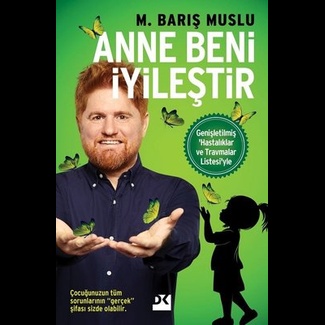 M. BARIŞ MUSLU
ANNE BENİ
İYİLEŞTİR
Genişletilmiş
'Hastalıklar
ve Travmalar
Listesi'yle
Çocuğunuzun tüm
sorunlarının "gerçek"
şifası sizde olabilir.
DK